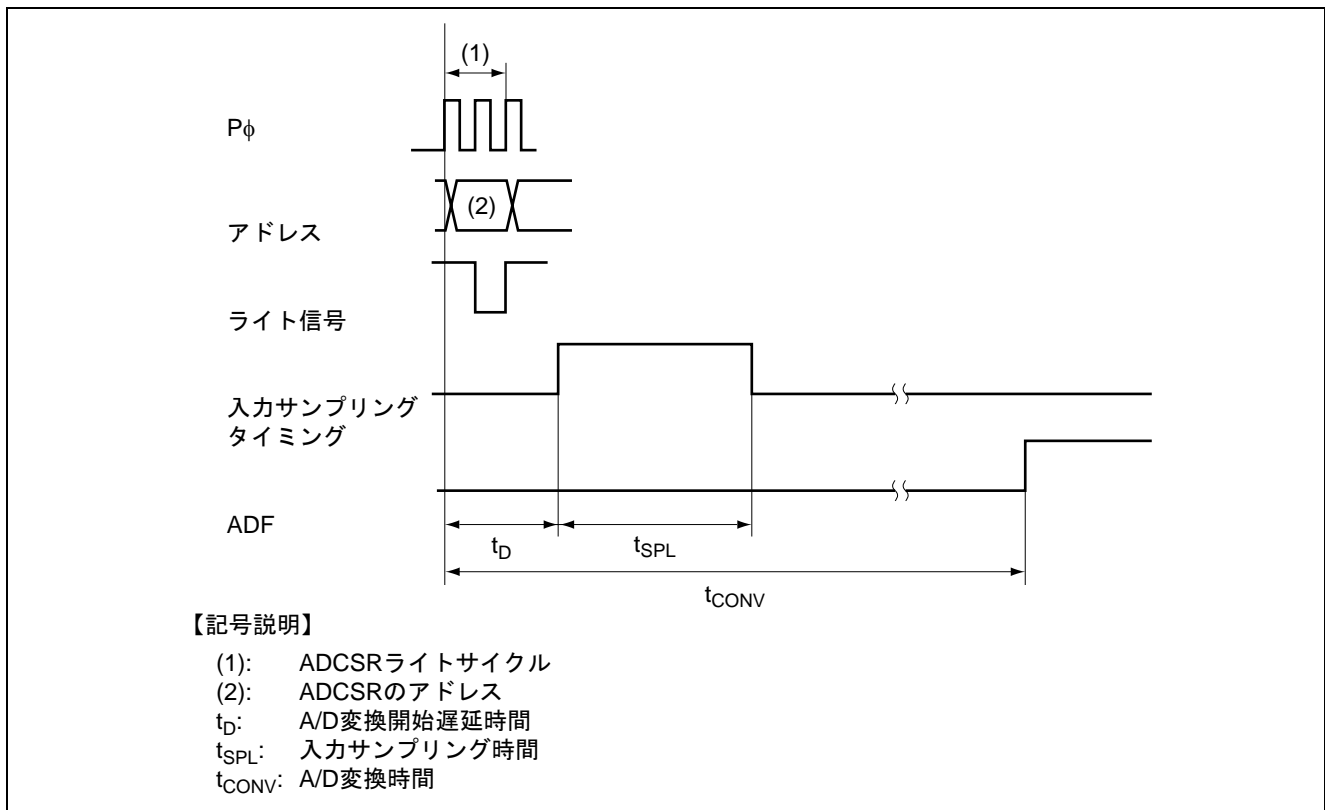 (1)
Pφ
(2)
アドレス
ライト信号
入力サンプリング
タイミング
ADF
tD
tSPL
tCONV
【記号説明】
(1): ADCSRライトサイクル
(2): ADCSRのアドレス
tD: A/D変換開始遅延時間
tSPL: 入力サンプリング時間
tCONV: A/D変換時間